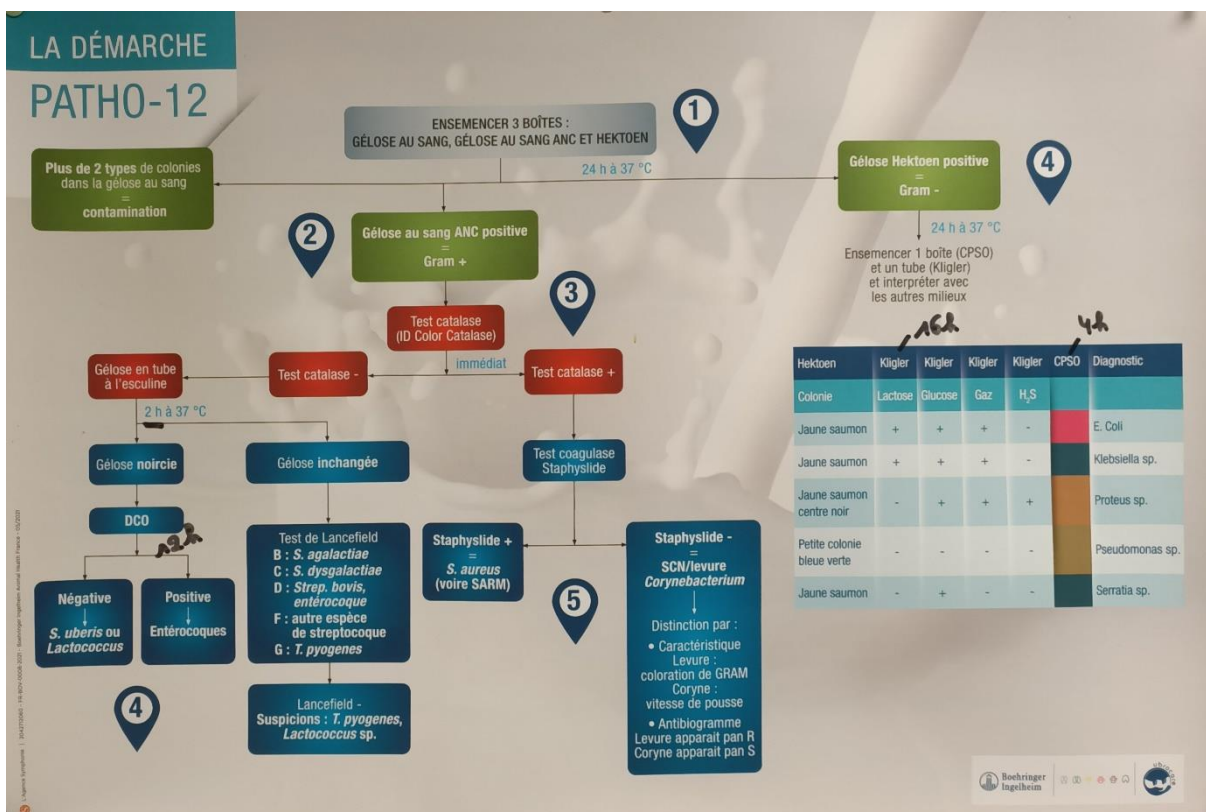 LA DÉMARCHE
PATHO-12
ENSEMENCER 3 BOÎTES :
GÉLOSE AU SANG, GÉLOSE AU SANG ANC ET HEKTOEN
1
24 h à 37 °C
Plus de 2 types de colonies
dans la gélose au sang
=
contamination
2
Gélose au sang ANC positive
=
Gram +
Gélose Hektoen positive
=
Gram -
4
24 h à 37 °C
Ensemencer 1 boîte (CPSO)
et un tube (Kligler)
et interpréter avec
les autres milieux
3
Test catalase
(ID Color Catalase)
immédiat
Gélose en tube
à l'esculine
Test catalase -
Test catalase +
2 h à 37 °C
Gélose noircie
Gélose inchangée
Test coagulase
Staphyslide
DCO
12h
Négative
S. uberis ou
Lactococcus
Positive
Entérocoques
4
Test de Lancefield
B : S. agalactiae
C : S. dysgalactiae
D : Strep. bovis,
entérocoque
F : autre espèce
de streptocoque
G : T. pyogenes
Lancefield -
Suspicions : T. pyogenes,
Lactococcus sp.
Staphyslide +
=
S. aureus
(voire SARM)
5
Staphyslide -
=
SCN/levure
Corynebacterium
Distinction par :
• Caractéristique
Levure :
coloration de GRAM
Coryne :
vitesse de pousse
• Antibiogramme
Levure apparait pan R
Coryne apparait pan S
16h
4h
Hektoen Kligler Kligler Kligler Kligler CPSO Diagnostic
Colonie Lactose Glucose Gaz H2S
Jaune saumon + + + - E. Coli
Jaune saumon + + + - Klebsiella sp.
Jaune saumon
centre noir - + + + Proteus sp.
Petite colonie
bleue verte - - - - Pseudomonas sp.
Jaune saumon - + - - Serratia sp.
Boehringer
Ingelheim